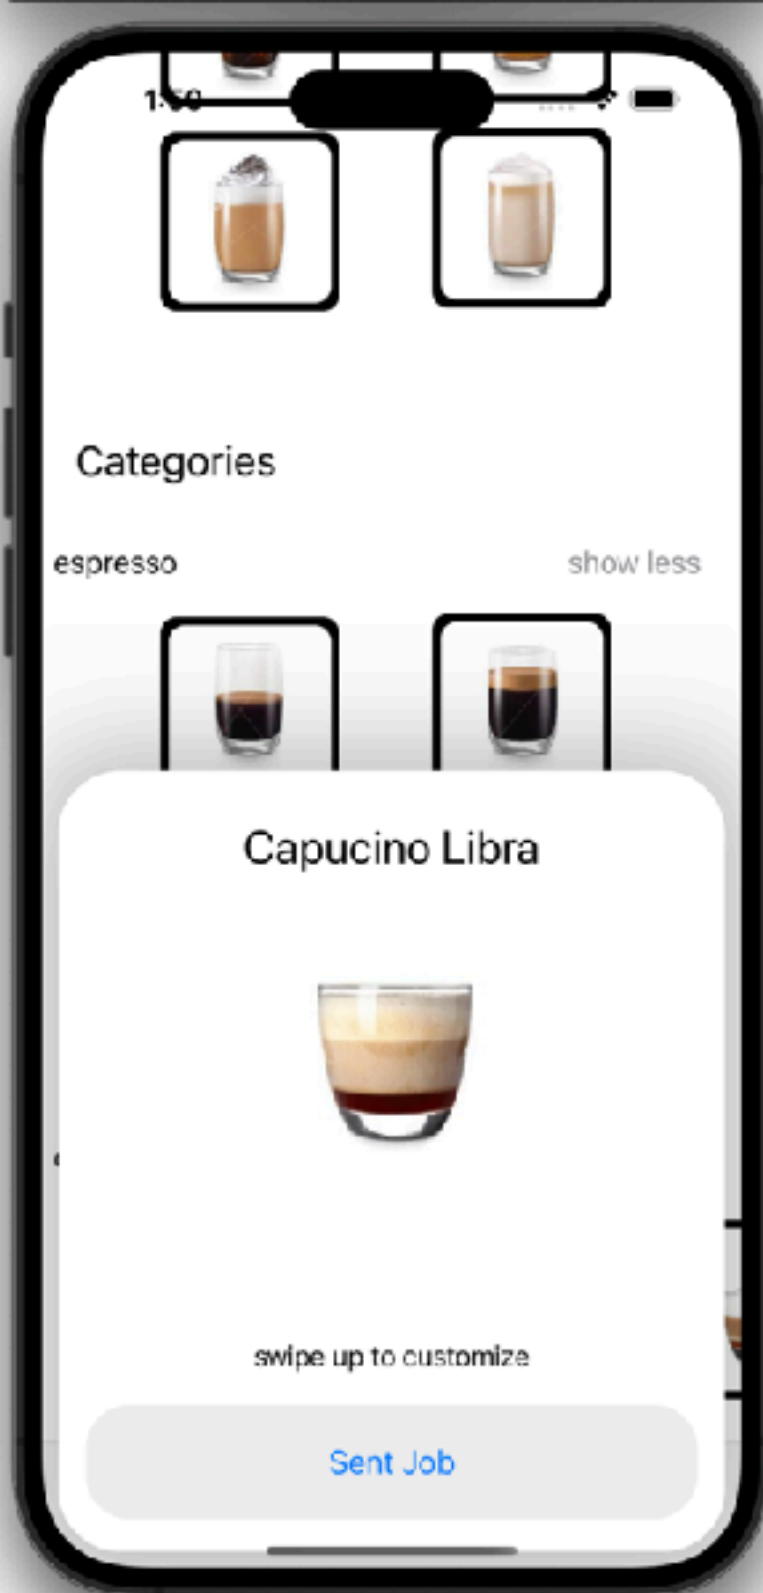 Categories
espresso
show less
Capucino Libra
swipe up to customize
Sent Job